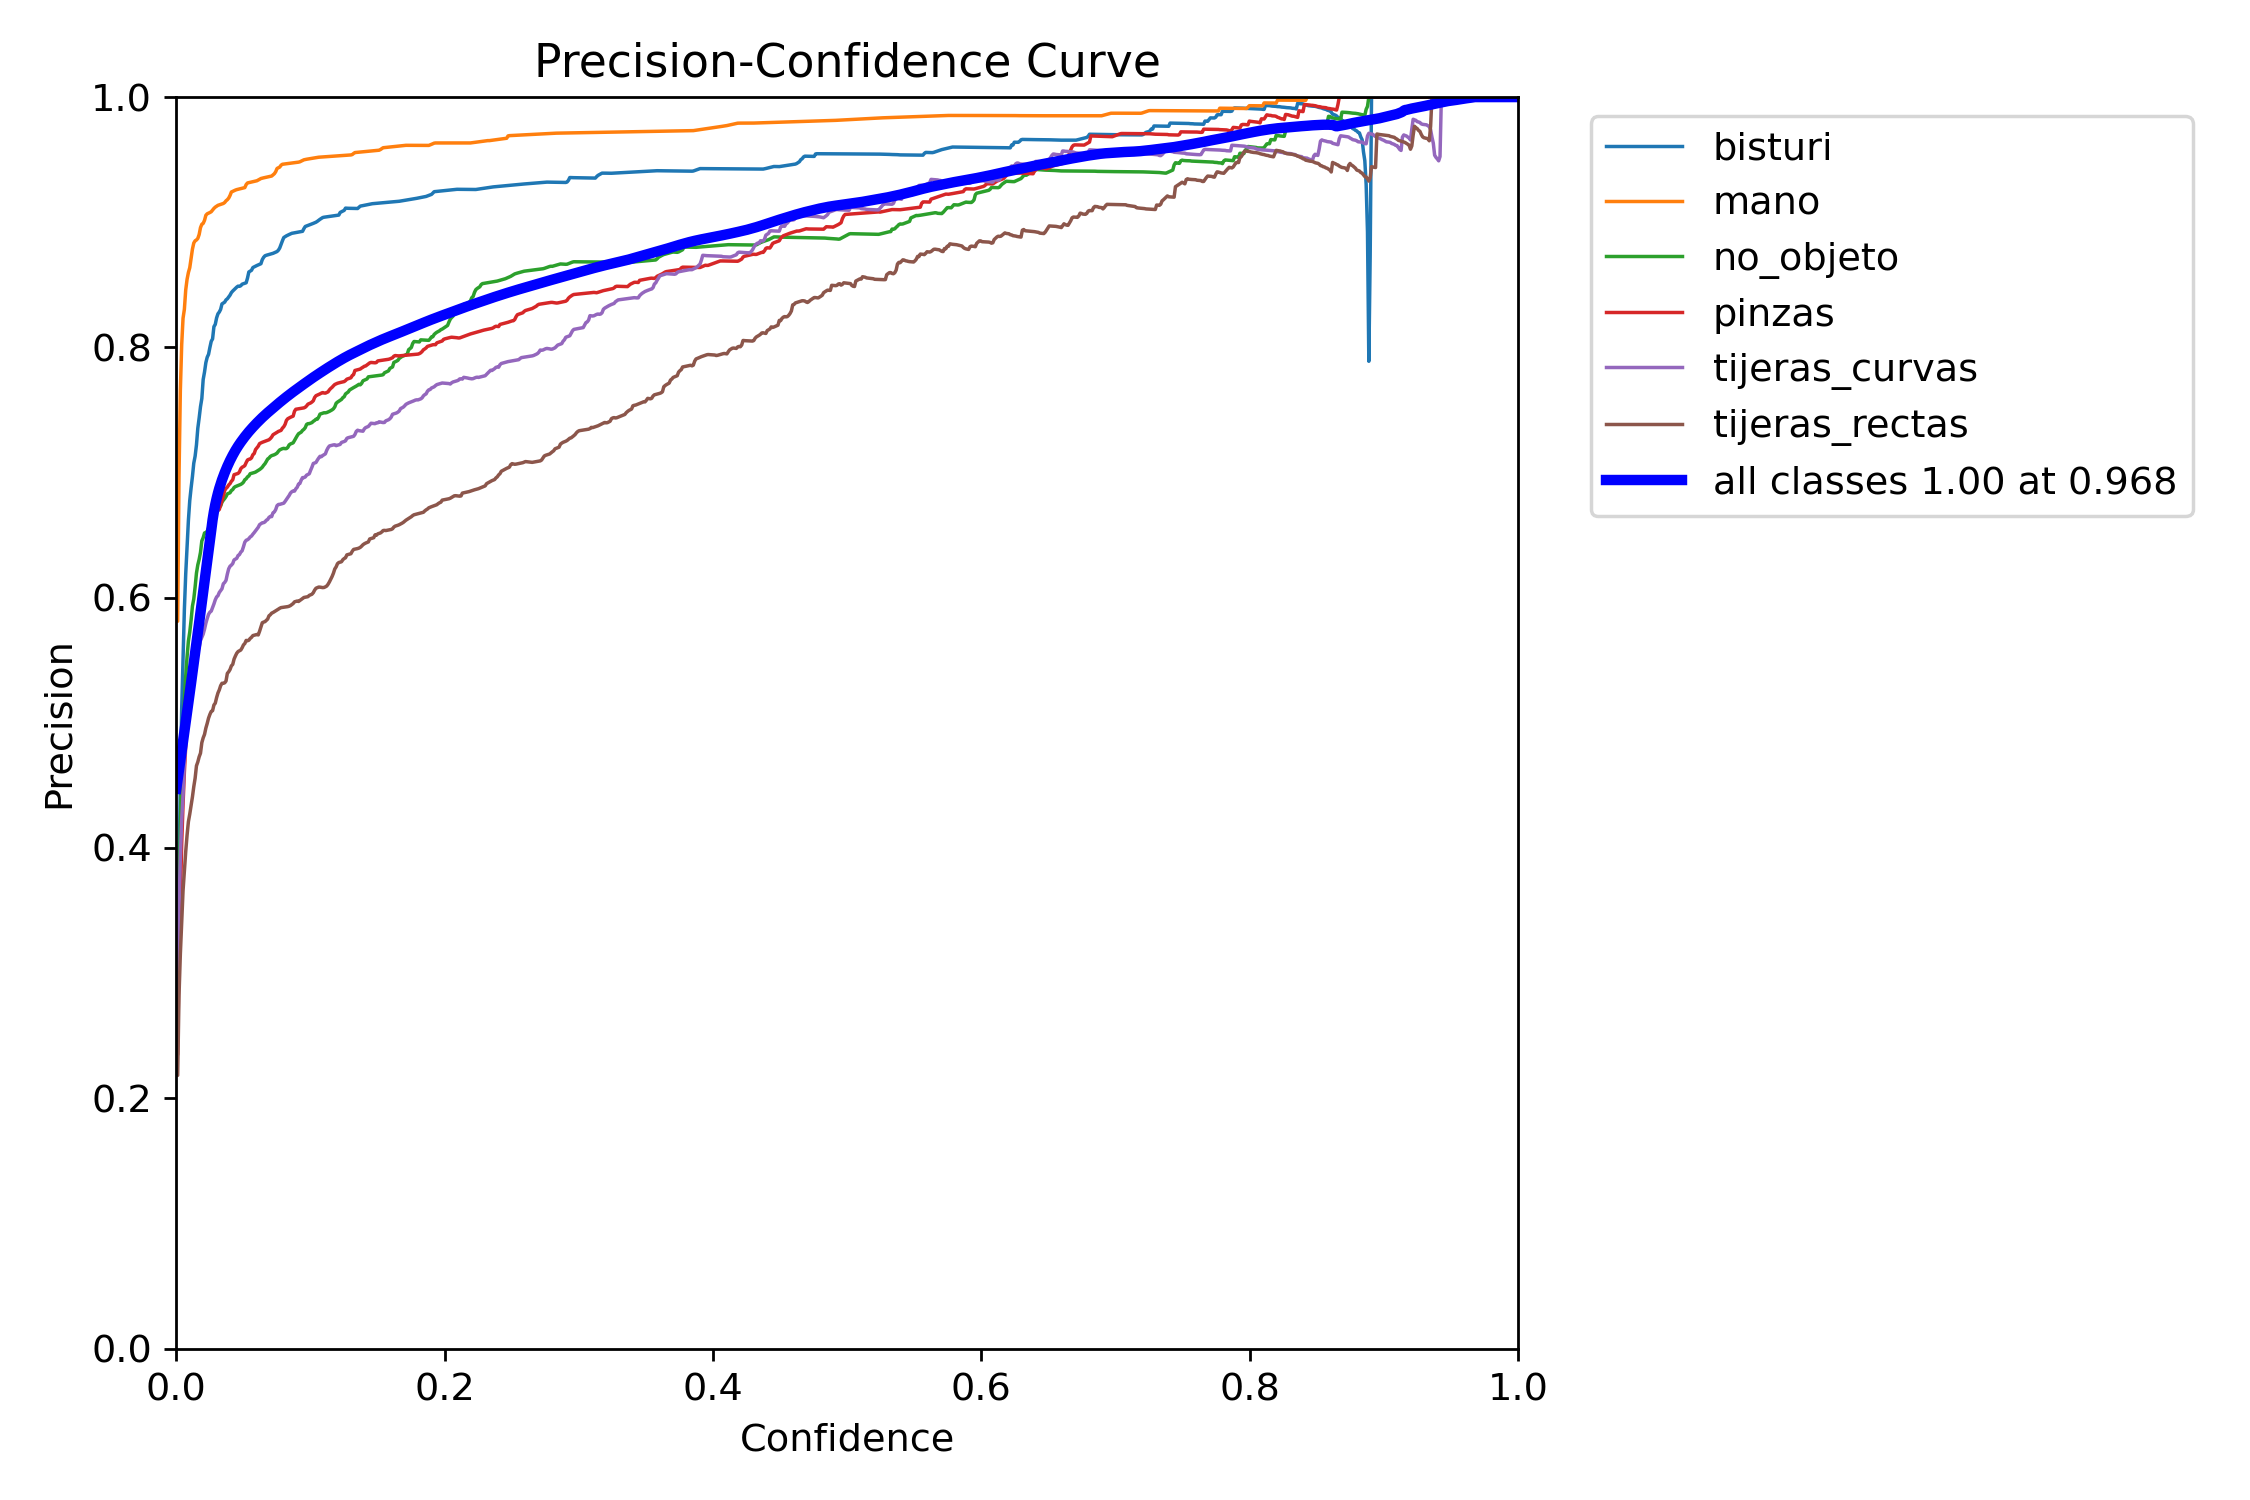 Precision-Confidence Curve
1.0
0.8
0.6
0.4
0.2
0.0
Precision
0.0 0.2 0.4 0.6 0.8 1.0
Confidence
bisturi
mano
no_objeto
pinzas
tijeras_curvas
tijeras_rectas
all classes 1.00 at 0.968